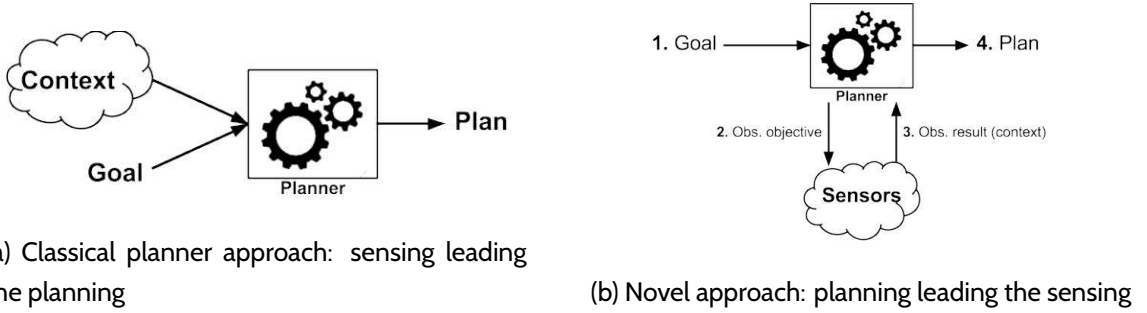 Context
Goal
Planner
Plan
a) Classical planner approach: sensing leading
he planning
1. Goal
Planner
4. Plan
2. Obs. objective
3. Obs. result (context)
Sensors
(b) Novel approach: planning leading the sensing